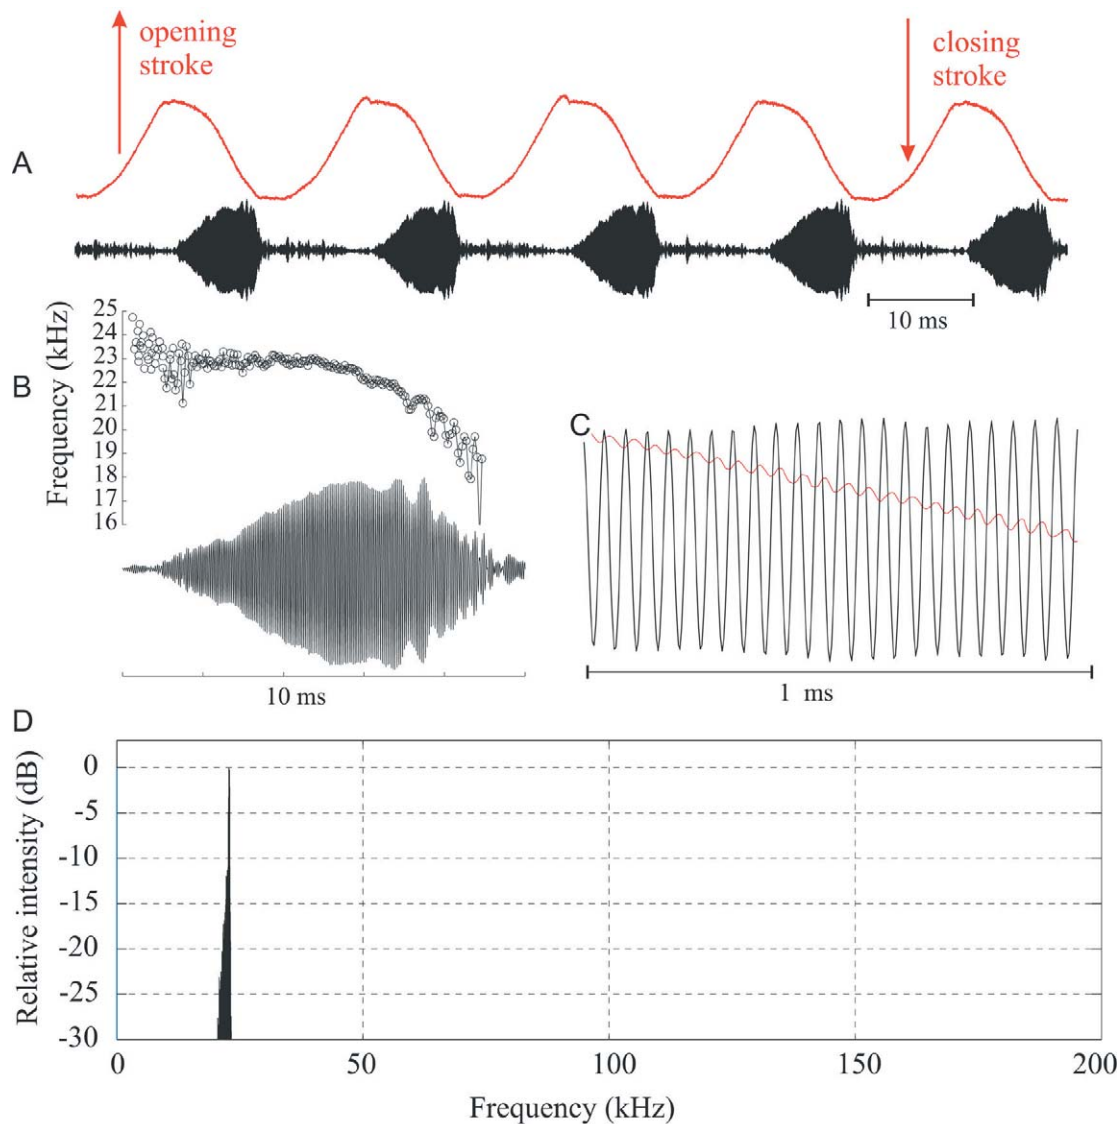 opening
stroke
closing
stroke
A
10 ms
B
Frequency (kHz)
25
24
23
22
21
20
19
18
17
16
10 ms
C
1 ms
D
Relative intensity (dB)
0
-5
-10
-15
-20
-25
-30
0 50 100 150 200
Frequency (kHz)